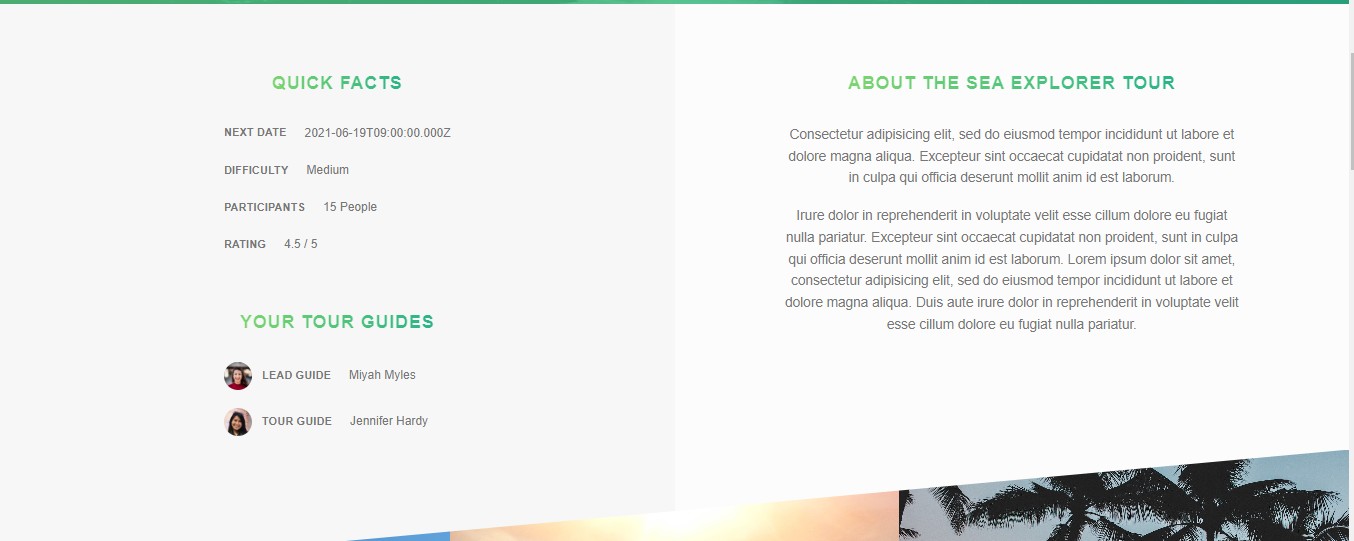 QUICK FACTS
NEXT DATE 2021-06-19T09:00:00.000Z
DIFFICULTY Medium
PARTICIPANTS 15 People
RATING 4.5 / 5
YOUR TOUR GUIDES
LEAD GUIDE Miyah Myles
TOUR GUIDE Jennifer Hardy
ABOUT THE SEA EXPLORER TOUR
Consectetur adipisicing elit, sed do eiusmod tempor incididunt ut labore et
dolore magna aliqua. Excepteur sint occaecat cupidatat non proident, sunt
in culpa qui officia deserunt mollit anim id est laborum.
Irure dolor in reprehenderit in voluptate velit esse cillum dolore eu fugiat
nulla pariatur. Excepteur sint occaecat cupidatat non proident, sunt in culpa
qui officia deserunt mollit anim id est laborum. Lorem ipsum dolor sit amet,
consectetur adipisicing elit, sed do eiusmod tempor incididunt ut labore et
dolore magna aliqua. Duis aute irure dolor in reprehenderit in voluptate velit
esse cillum dolore eu fugiat nulla pariatur.